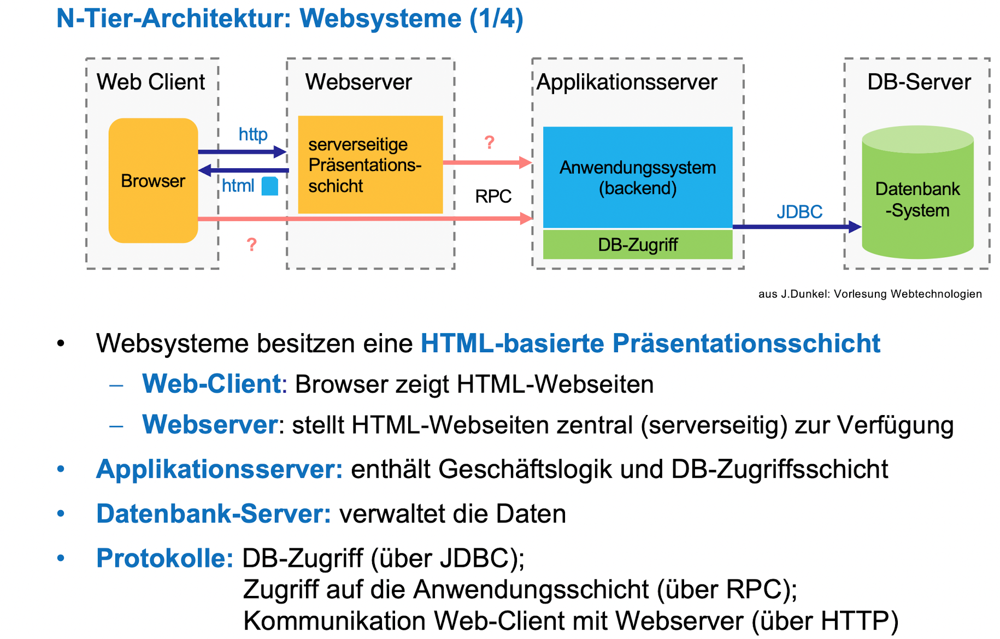 N-Tier-Architektur: Websysteme (1/4)
Web Client
Webserver
Applikationsserver
DB-Server
http
html
Browser
?
serverseitige
Präsentations-
schicht
?
RPC
Anwendungssystem
(backend)
DB-Zugriff
JDBC
Datenbank
-System
aus J.Dunkel: Vorlesung Webtechnologien
• Websysteme besitzen eine HTML-basierte Präsentationsschicht
– Web-Client: Browser zeigt HTML-Webseiten
– Webserver: stellt HTML-Webseiten zentral (serverseitig) zur Verfügung
• Applikationsserver: enthält Geschäftslogik und DB-Zugriffsschicht
• Datenbank-Server: verwaltet die Daten
• Protokolle: DB-Zugriff (über JDBC);
Zugriff auf die Anwendungsschicht (über RPC);
Kommunikation Web-Client mit Webserver (über HTTP)